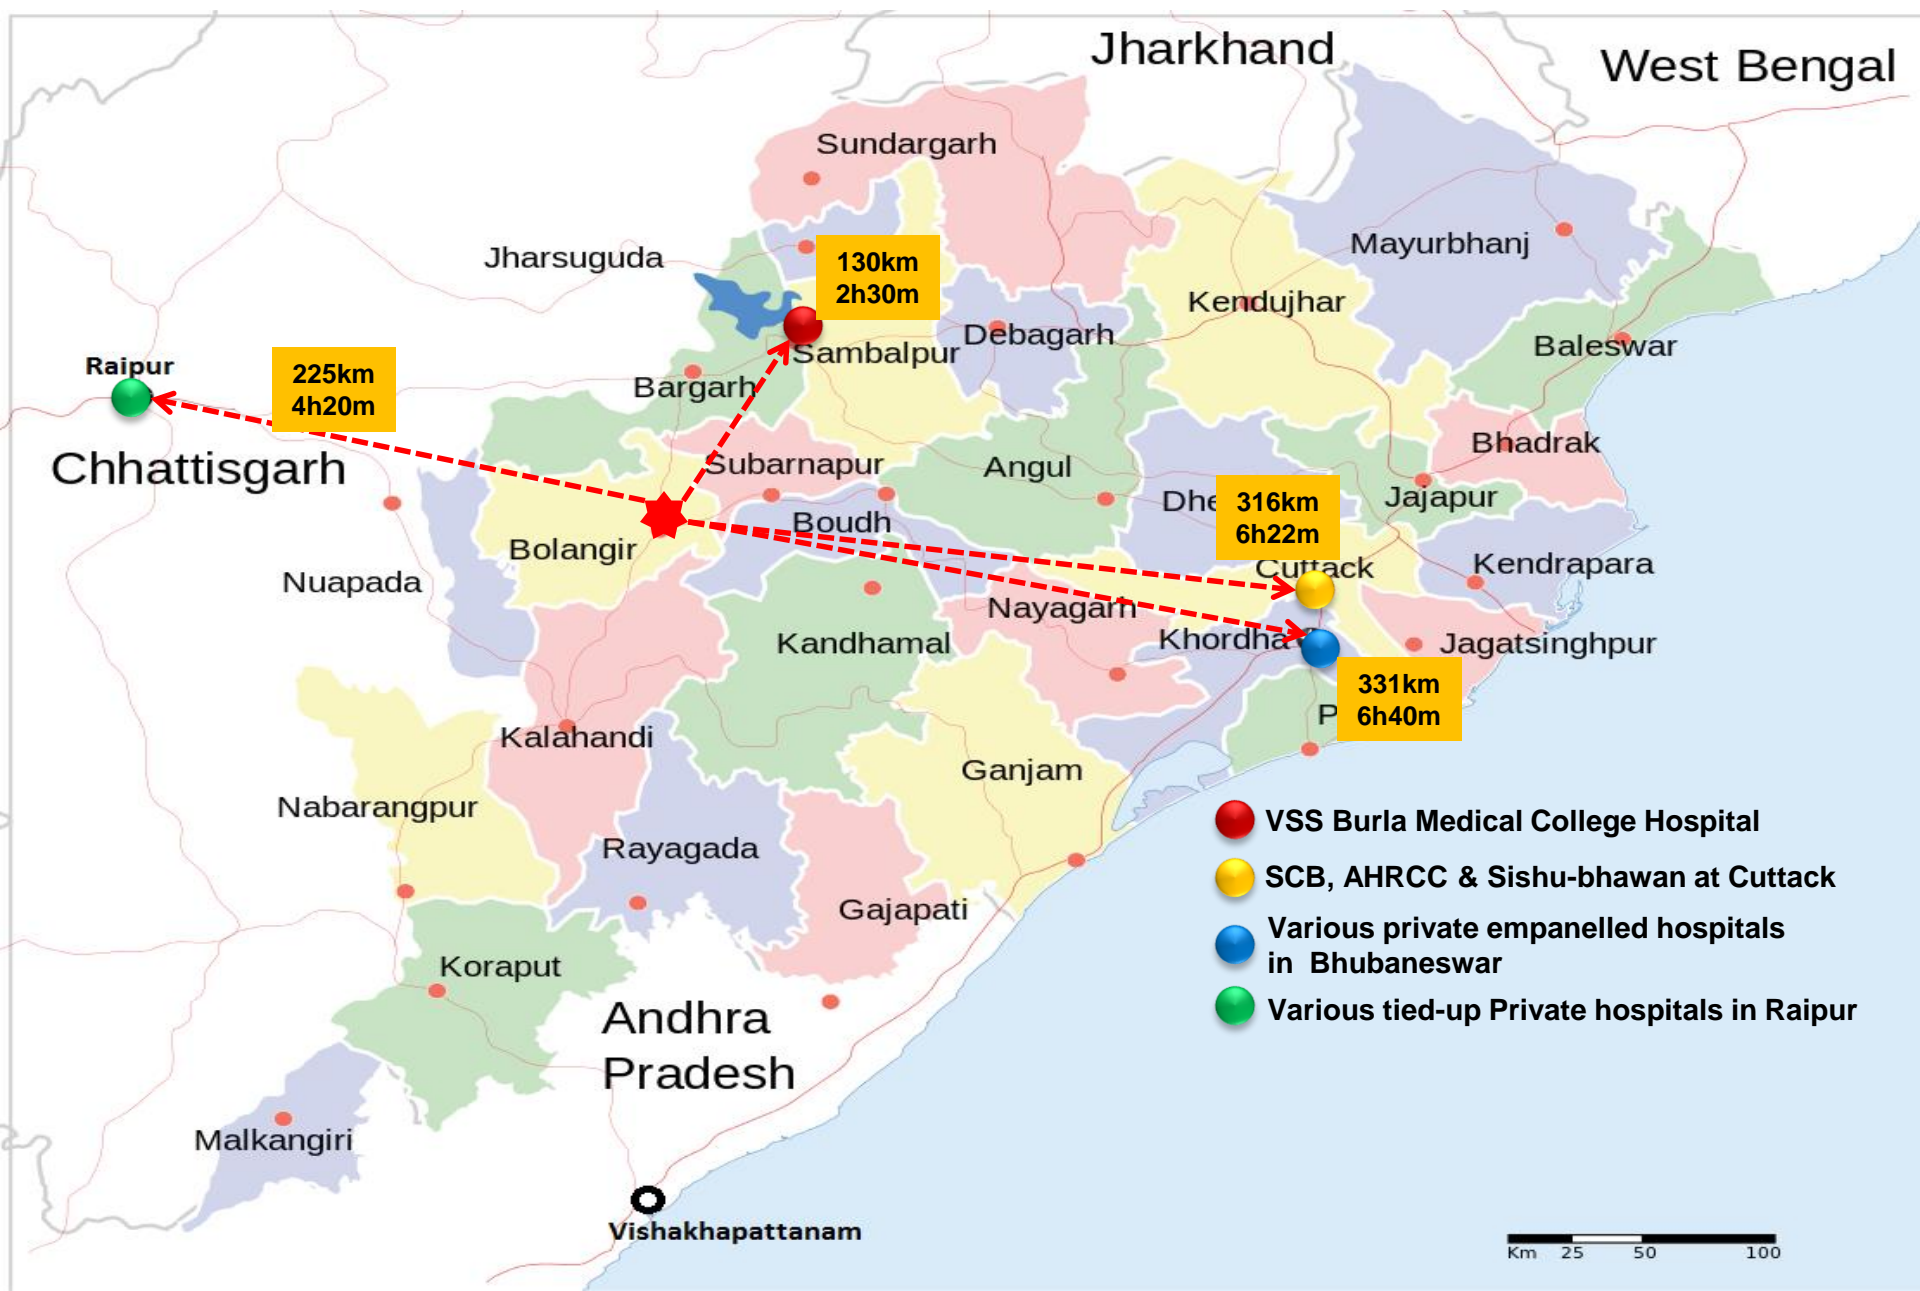 Jharkhand
West Bengal
Sundargarh
Jharsuguda
130km
2h30m
Mayurbhanj
Kendujhar
Debagarh
Baleswar
Sambalpur
Raipur
225km
4h20m
Bargarh
Chhattisgarh
Subarnapur
Angul
Bhadrak
Dhe
316km
6h22m
Jajapur
Boudh
Bolangir
Cuttack
Kendrapara
Nuapada
Nayagarh
Khordha
Kandhamal
Jagatsinghpur
331km
6h40m
P
Kalahandi
Ganjam
Nabarangpur
Rayagada
Gajapati
Koraput
Andhra
Pradesh
Malkangiri
Vishakhapattanam
VSS Burla Medical College Hospital
SCB, AHRCC & Sishu-bhawan at Cuttack
Various private empanelled hospitals
in Bhubaneswar
Various tied-up Private hospitals in Raipur
Km 25 50 100